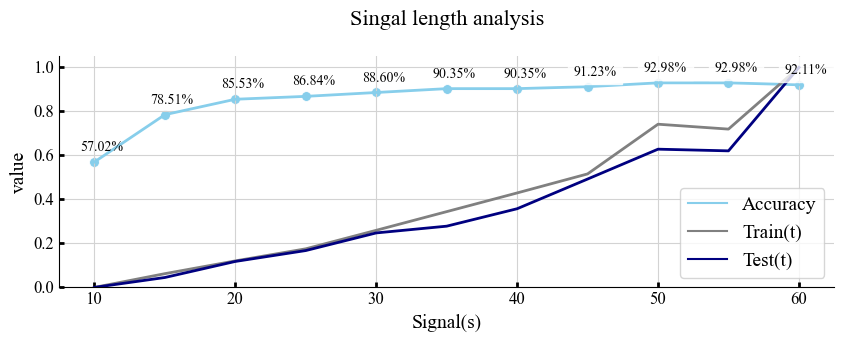 Singal length analysis
57.02%
78.51%
85.53%
86.84%
88.60%
90.35%
90.35%
91.23%
92.98%
92.98%
92.11%
1.0
0.8
0.6
0.4
0.2
0.0
value
Accuracy
Train(t)
Test(t)
10 20 30 40 50 60
Signal(s)